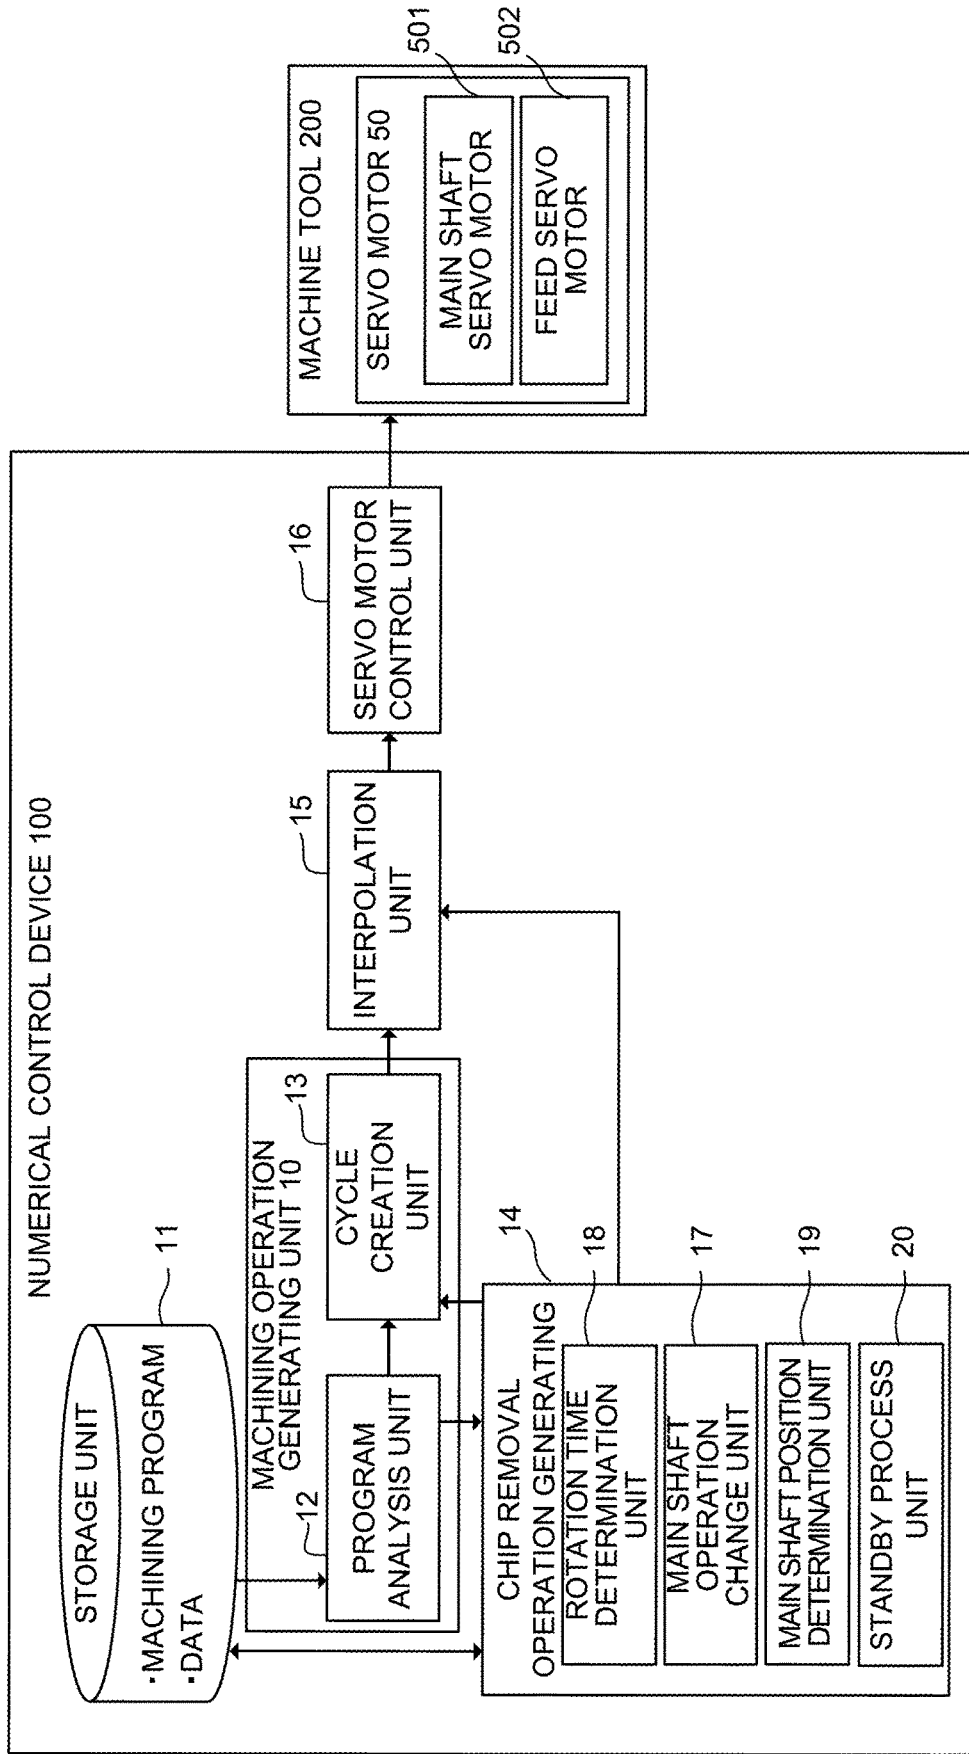 NUMERICAL CONTROL DEVICE 100
STORAGE UNIT
·MACHINING PROGRAM
·DATA
11
MACHINING OPERATION
GENERATING UNIT 10
12
PROGRAM
ANALYSIS UNIT
13
CYCLE
CREATION
UNIT
15
INTERPOLATION
UNIT
16
SERVO MOTOR
CONTROL UNIT
MACHINE TOOL 200
SERVO MOTOR 50
MAIN SHAFT
SERVO MOTOR
501
FEED SERVO
MOTOR
502
14
CHIP REMOVAL
OPERATION GENERATING
ROTATION TIME
DETERMINATION
UNIT
18
MAIN SHAFT
OPERATION
CHANGE UNIT
17
MAIN SHAFT POSITION
DETERMINATION UNIT
19
STANDBY PROCESS
UNIT
20